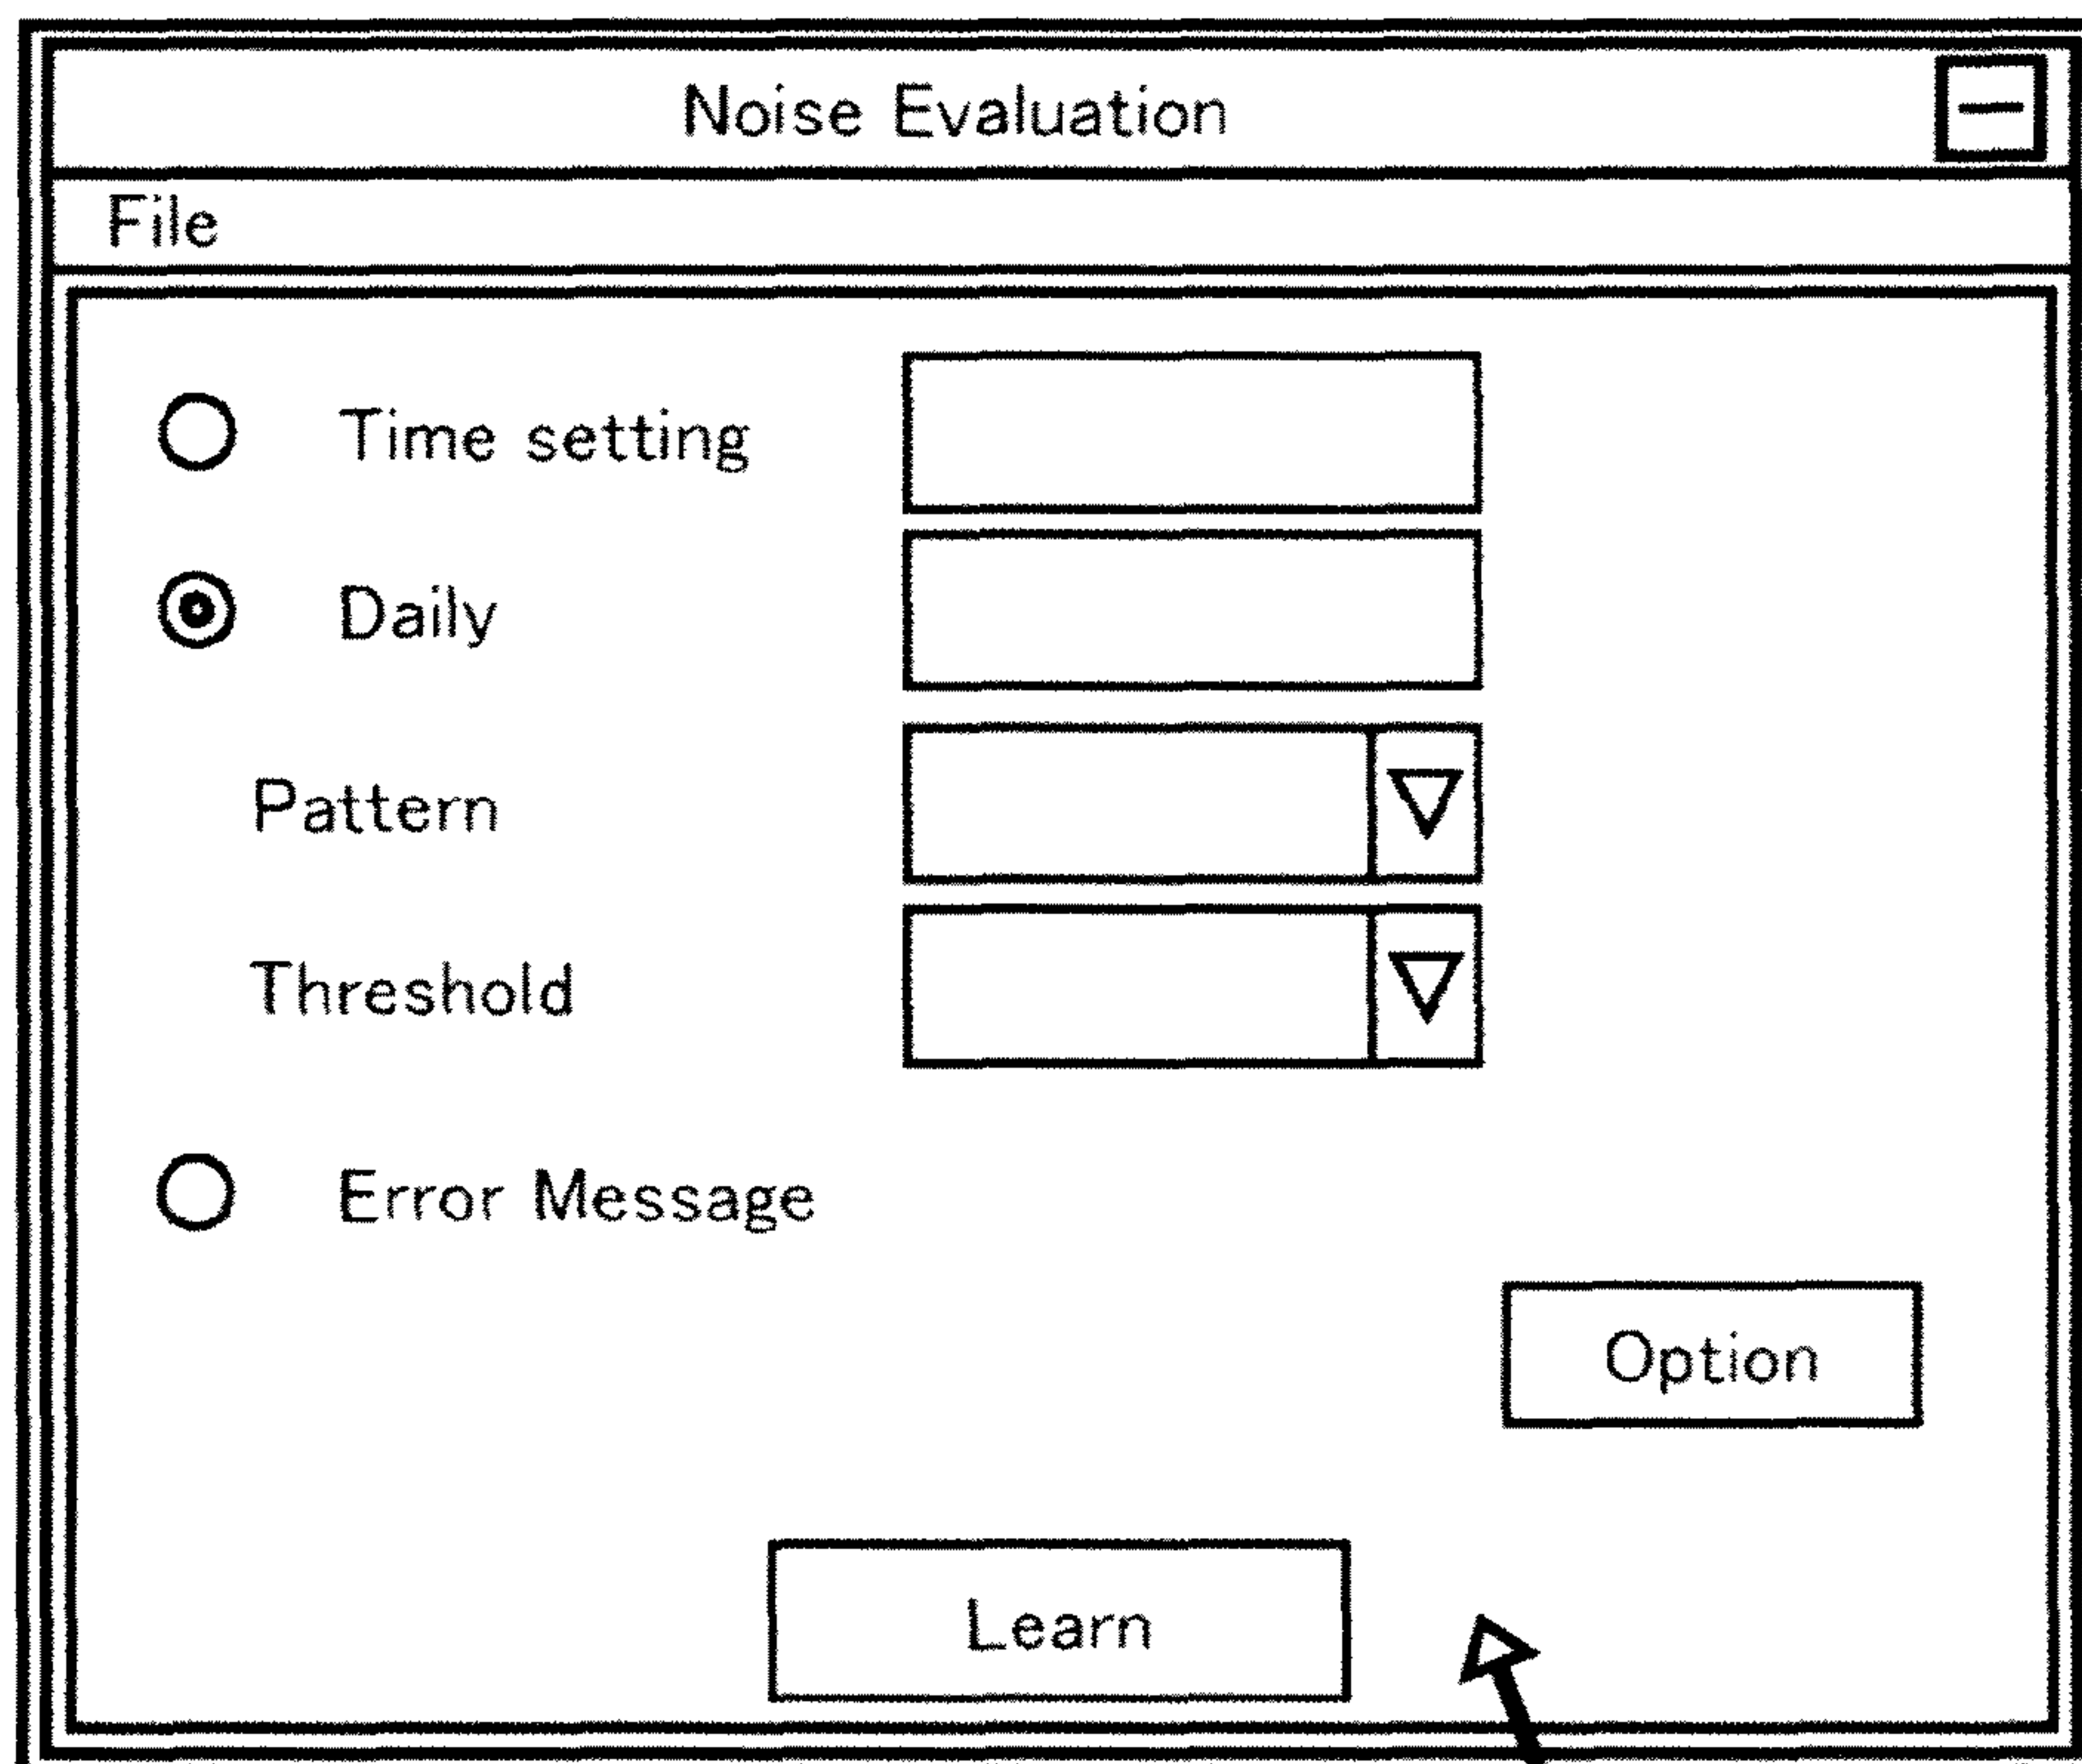 Noise Evaluation
File
Time setting
Daily
Pattern
Threshold
Error Message
Option
Learn